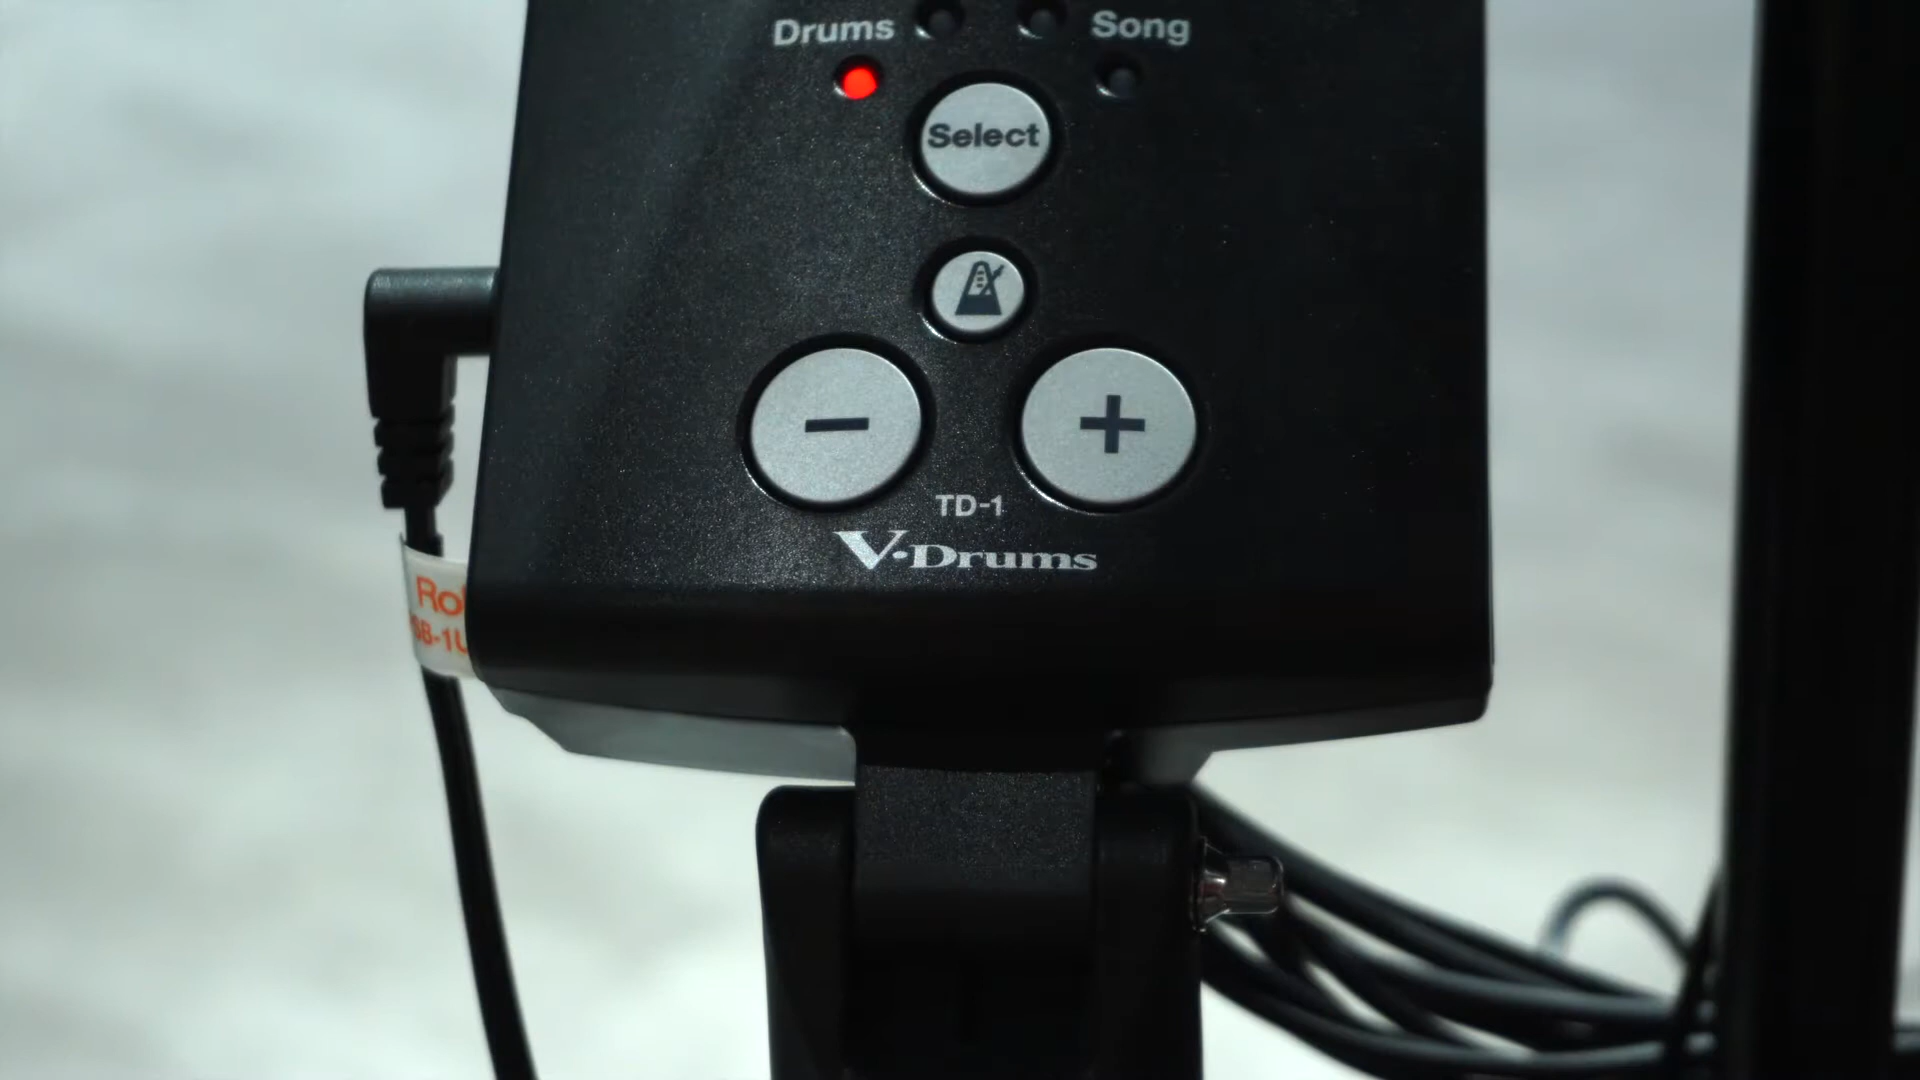 Drums
Song
Select
−
+
TD-1
V-Drums
Rol
SB-1U